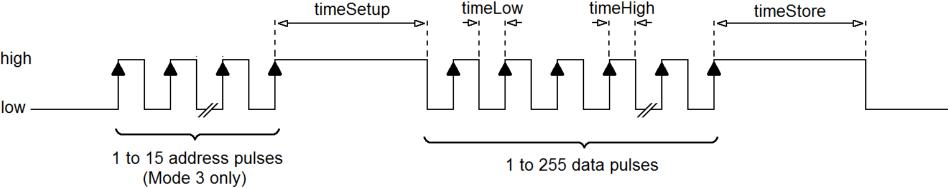 timeSetup
timeLow
timeHigh
timeStore
high
low
1 to 15 address pulses
(Mode 3 only)
1 to 255 data pulses